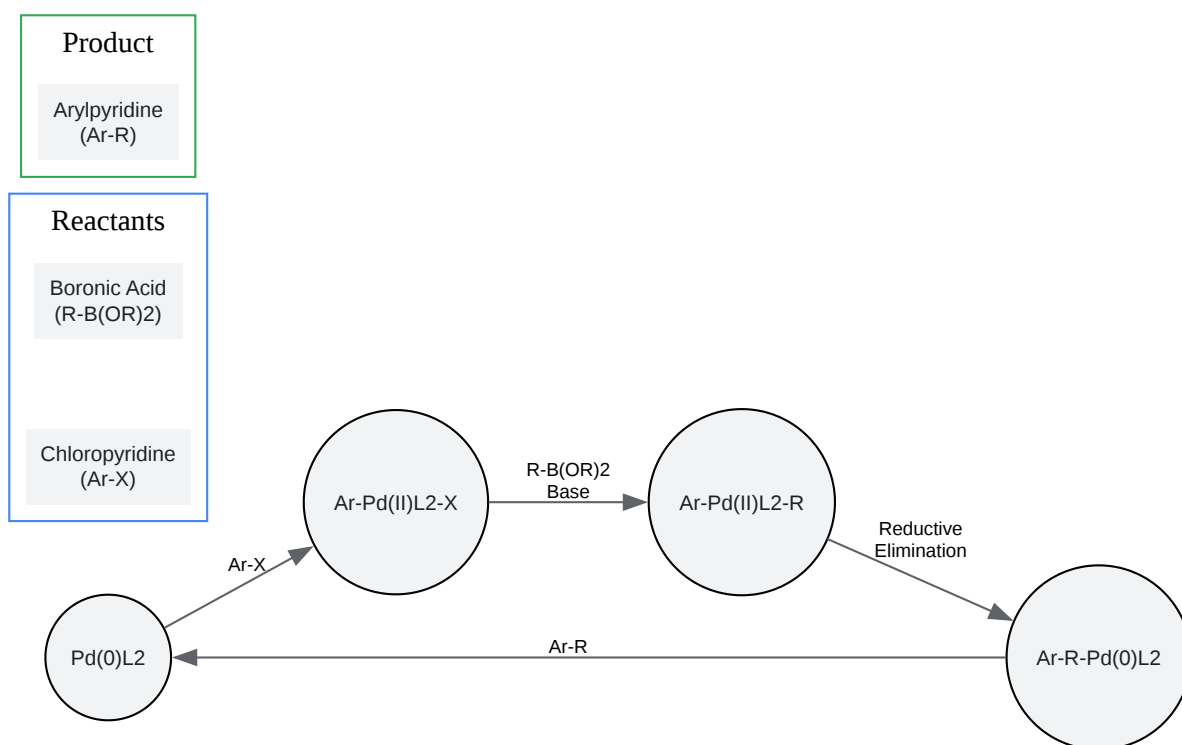 Product
Arylpyridine
(Ar-R)
Reactants
Boronic Acid
(R-B(OR)2)
Chloropyridine
(Ar-X)
Ar-Pd(II)L2-X
R-B(OR)2
Base
Ar-Pd(II)L2-R
Reductive
Elimination
Ar-X
Pd(0)L2
Ar-R
Ar-R-Pd(0)L2